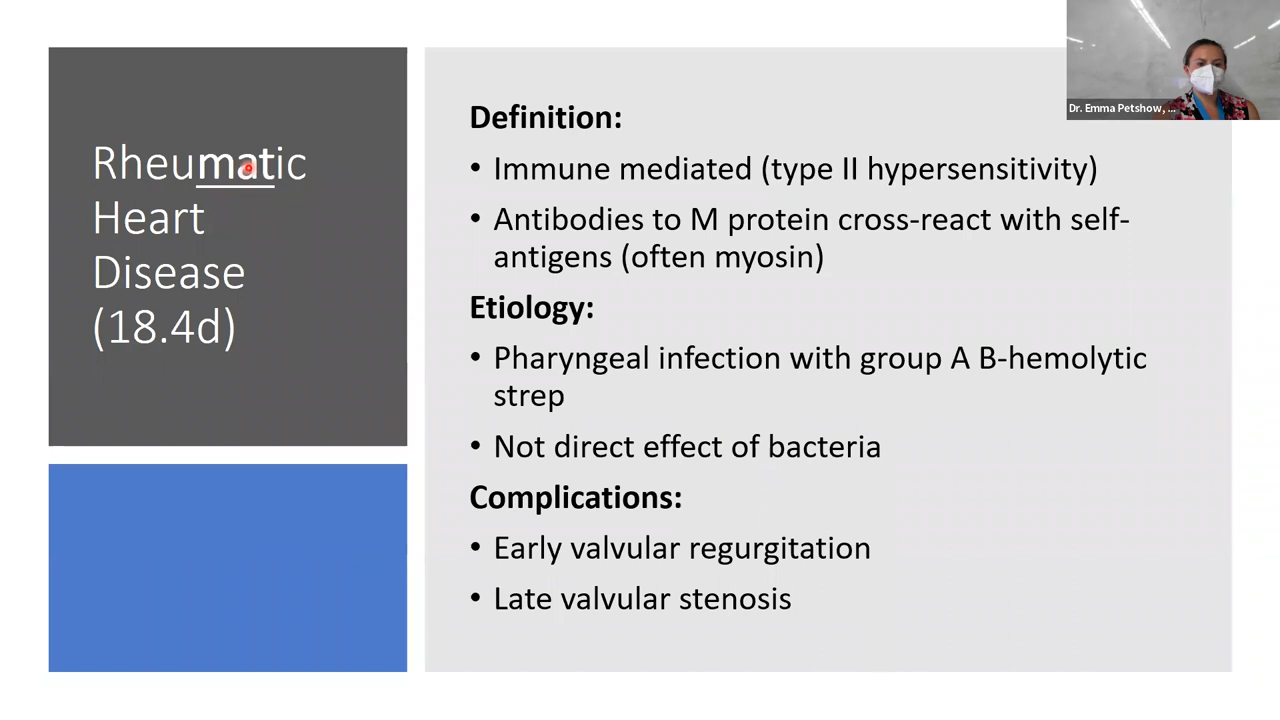 Rheumatic
Heart
Disease
(18.4d)
Definition:
• Immune mediated (type II hypersensitivity)
• Antibodies to M protein cross-react with self-
antigens (often myosin)
Etiology:
• Pharyngeal infection with group A B-hemolytic
strep
• Not direct effect of bacteria
Complications:
• Early valvular regurgitation
• Late valvular stenosis
Dr. Emma Petshow, ...